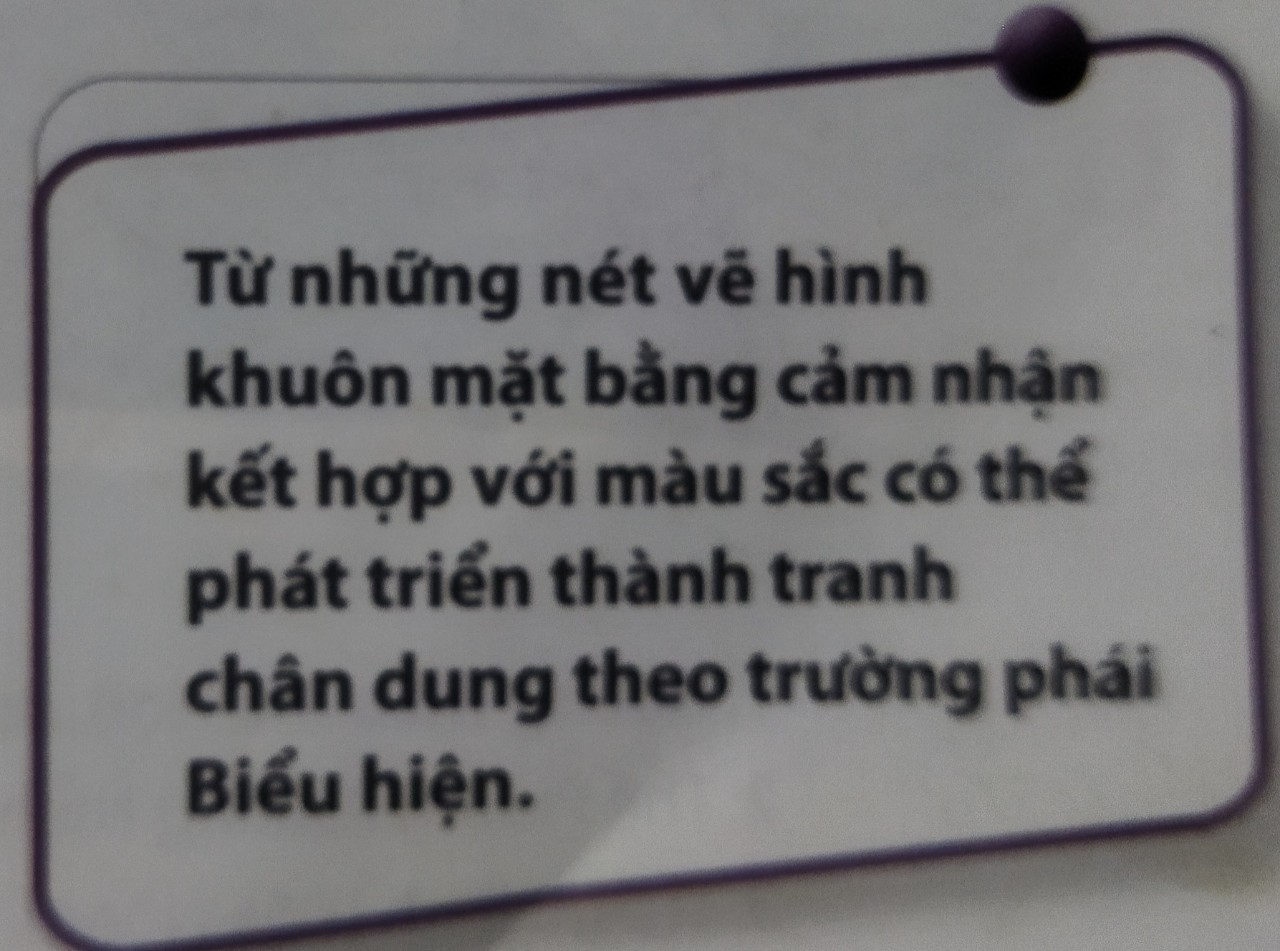 Từ những nét vẽ hình
khuôn mặt bằng cảm nhận
kết hợp với màu sắc có thể
phát triển thành tranh
chân dung theo trường phái
Biểu hiện.